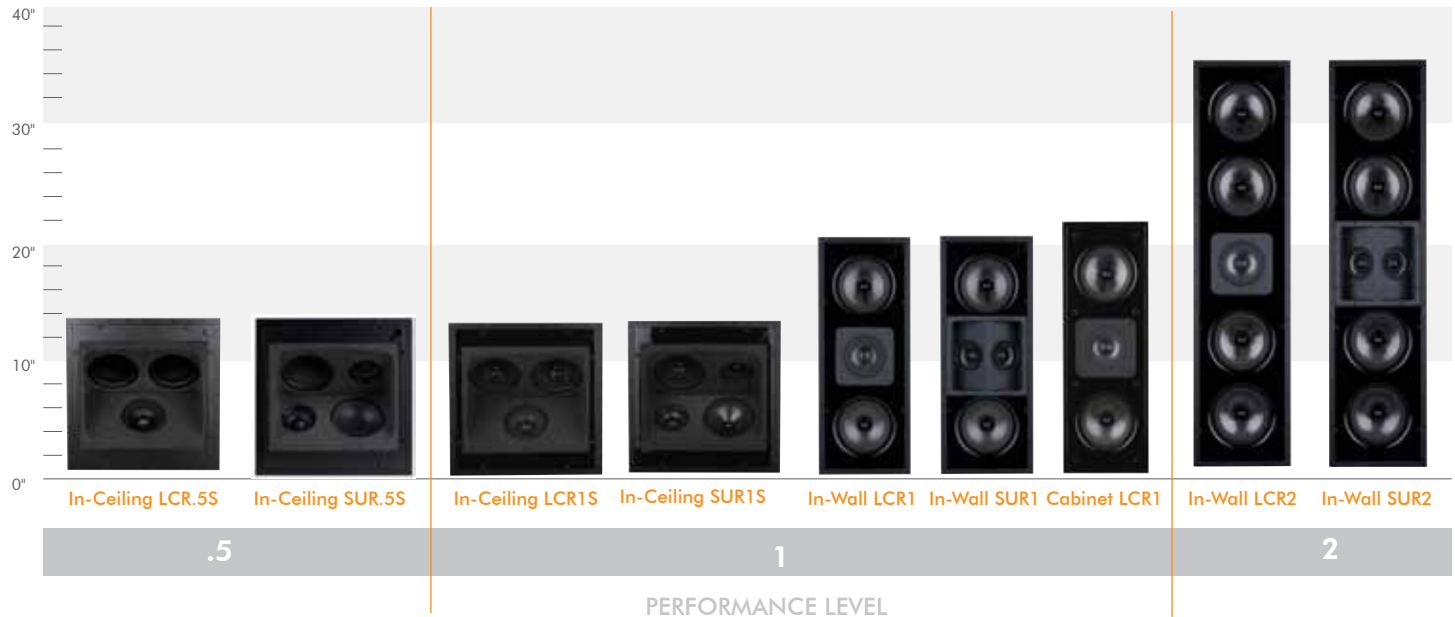 40"
30"
20"
10"
0"
In-Ceiling LCR.5S
In-Ceiling SUR.5S
In-Ceiling LCR1S
In-Ceiling SUR1S
In-Wall LCR1
In-Wall SUR1
Cabinet LCR1
In-Wall LCR2
In-Wall SUR2
.5
1
2
PERFORMANCE LEVEL